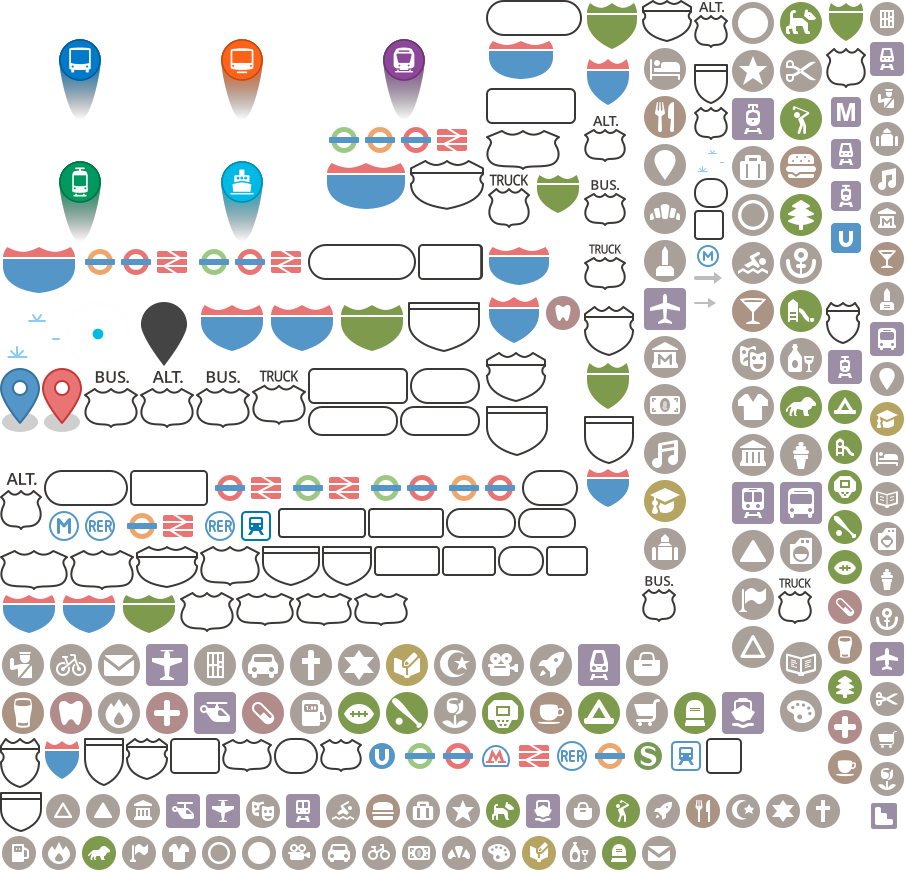 ALT.
ALT.
TRUCK
BUS.
M
U
TRUCK
M
BUS.
ALT.
BUS.
TRUCK
M
ALT.
M
RER
RER
BUS.
TRUCK
M
U
M
RER
S